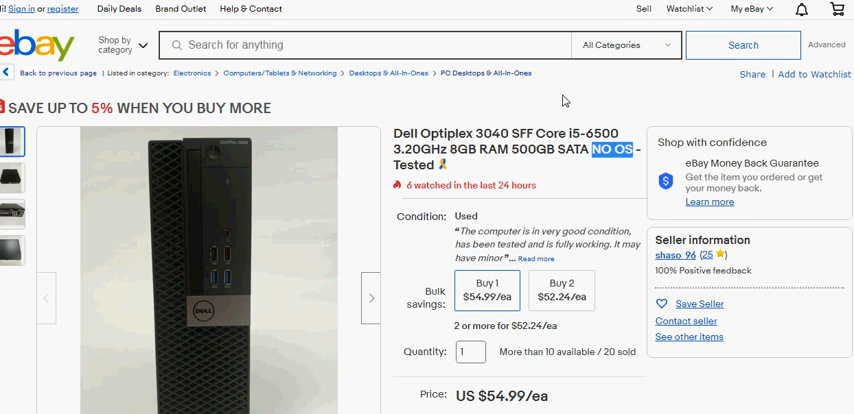 Sign in or register Daily Deals Brand Outlet Help & Contact Sell Watchlist My eBay
ebay Shop by category Search for anything All Categories Search Advanced
Back to previous page | Listed in category: Electronics > Computers/Tablets & Networking > Desktops & All-In-Ones > PC Desktops & All-In-Ones Share | Add to Watchlist
SAVE UP TO 5% WHEN YOU BUY MORE
DELL
Dell Optiplex 3040 SFF Core i5-6500
3.20GHz 8GB RAM 500GB SATA NO OS -
Tested
6 watched in the last 24 hours
Condition: Used
“The computer is in very good condition,
has been tested and is fully working. It may
have minor”... Read more
Bulk savings:
Buy 1
$54.99/ea
Buy 2
$52.24/ea
2 or more for $52.24/ea
Quantity: 1 More than 10 available / 20 sold
Price: US $54.99/ea
Shop with confidence
eBay Money Back Guarantee
Get the item you ordered or get
your money back.
Learn more
Seller information
shaso_96 (25)
100% Positive feedback
Save Seller
Contact seller
See other items